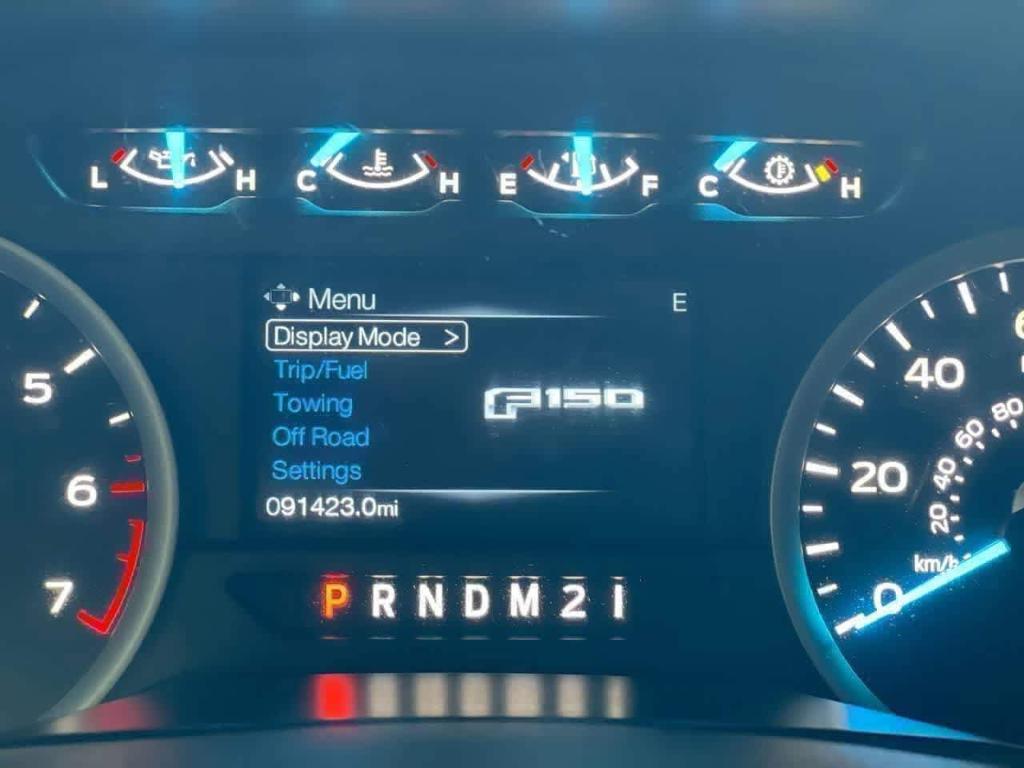 L H C H E F C H
Menu E
Display Mode >
Trip/Fuel
Towing
Off Road
Settings
F150
091423.0mi
P R N D M 2 1
5
6
7
40
20
0
80
60
40
20
km/h